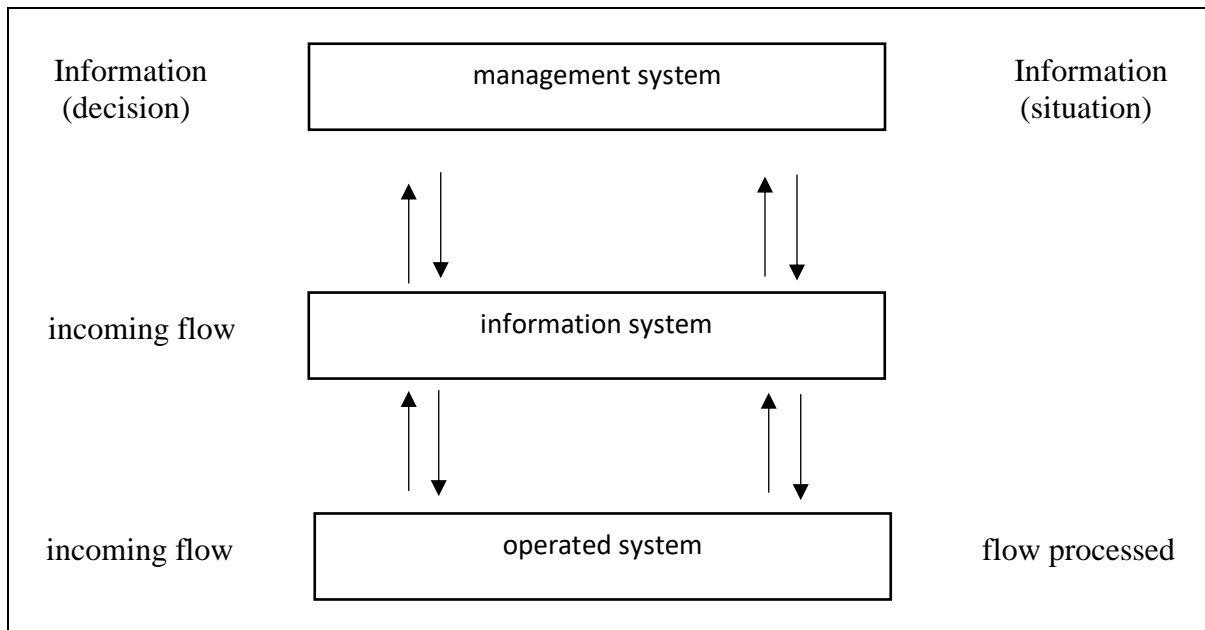 Information
(decision)
management system
Information
(situation)
incoming flow
information system
incoming flow
operated system
flow processed